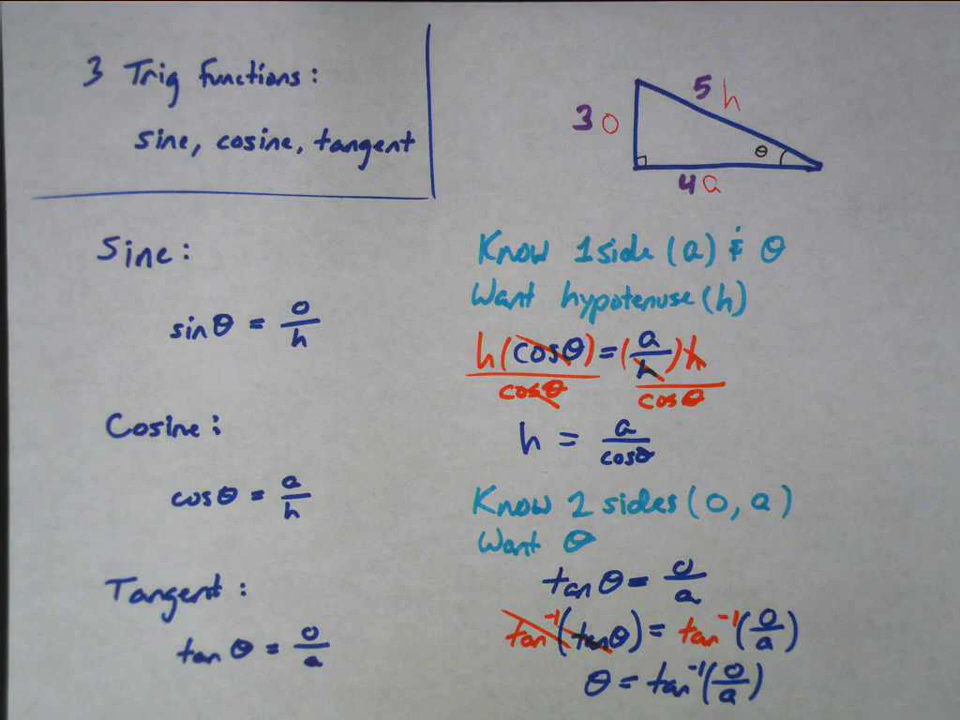 3 Trig functions:
sine, cosine, tangent
5 h
3 o
θ
4 a
Sine:
sin θ = o/h
Cosine:
cos θ = a/h
Tangent:
tan θ = o/a
Know 1 side (a) & θ
Want hypotenuse (h)
h(cos θ) = (a/h)h
cos θ cos θ
h = a/cos θ
Know 2 sides (o, a)
Want θ
tan θ = o/a
tan⁻¹(tan θ) = tan⁻¹(o/a)
θ = tan⁻¹(o/a)